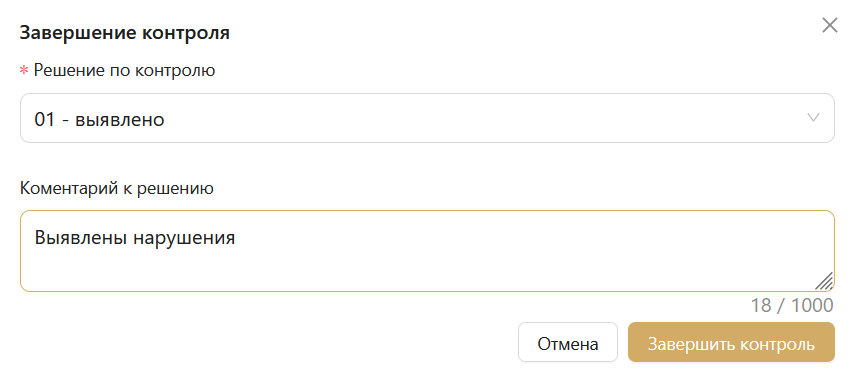 Завершение контроля
* Решение по контролю
01 - выявлено
Коментарий к решению
Выявлены нарушения
18 / 1000
Отмена
Завершить контроль